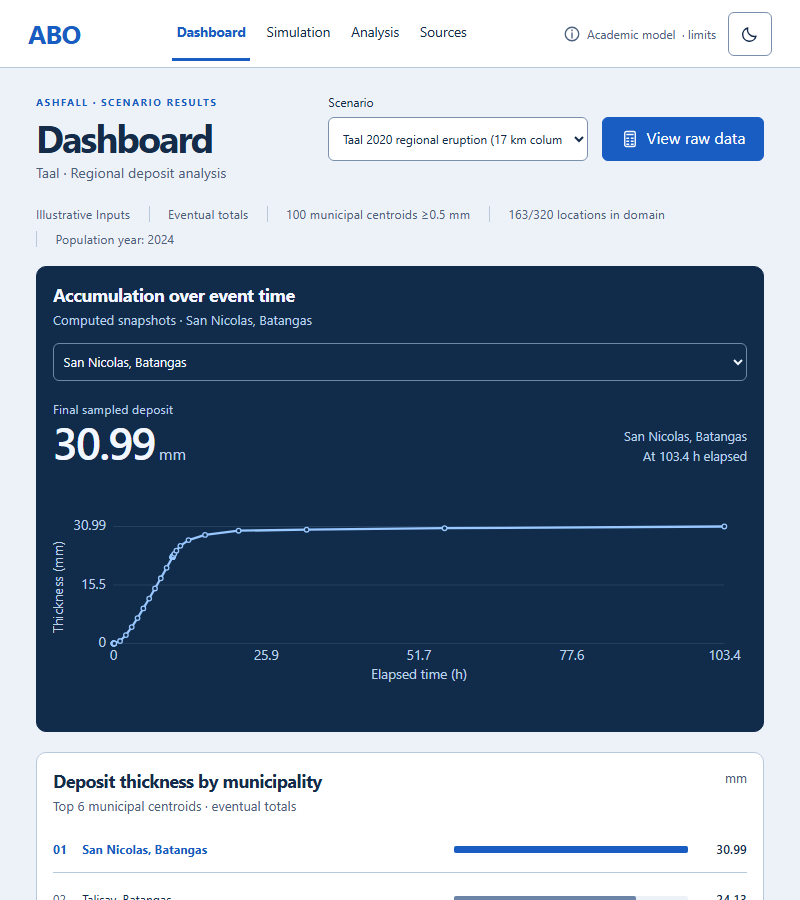 ABO
Dashboard Simulation Analysis Sources
Academic model · limits
ASHFALL · SCENARIO RESULTS
Dashboard
Taal · Regional deposit analysis
Scenario
Taal 2020 regional eruption (17 km colum
View raw data
Illustrative Inputs Eventual totals 100 municipal centroids ≥0.5 mm 163/320 locations in domain
Population year: 2024
Accumulation over event time
Computed snapshots · San Nicolas, Batangas
San Nicolas, Batangas
Final sampled deposit
30.99 mm
San Nicolas, Batangas
At 103.4 h elapsed
Thickness (mm)
30.99
15.5
0
0 25.9 51.7 77.6 103.4
Elapsed time (h)
Deposit thickness by municipality
mm
Top 6 municipal centroids · eventual totals
01 San Nicolas, Batangas 30.99
02 Talisay, Batangas 24.13